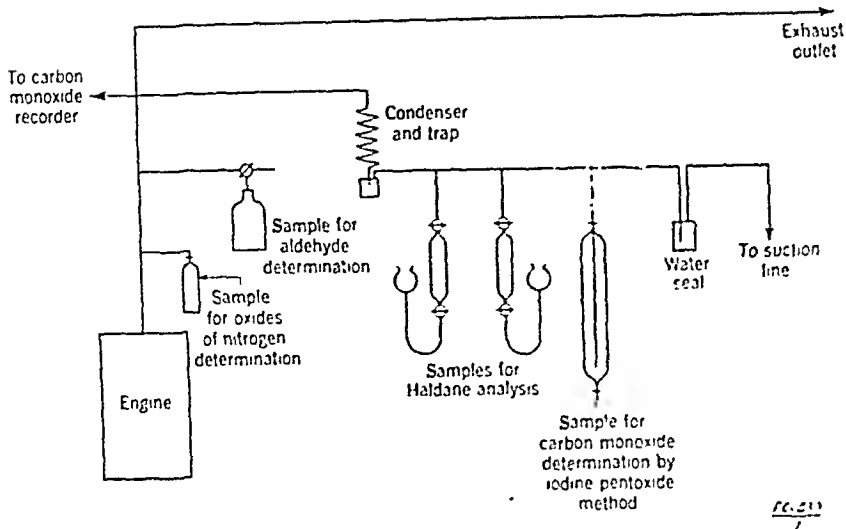 Exhaust
outlet
To carbon
monoxide
recorder
Condenser
and trap
Sample for
aldehyde
determination
Sample
for oxides
of nitrogen
determination
Engine
Samples for
Haldane analysis
Water
seal
To suction
line
Sample for
carbon monoxide
determination by
iodine pentoxide
method